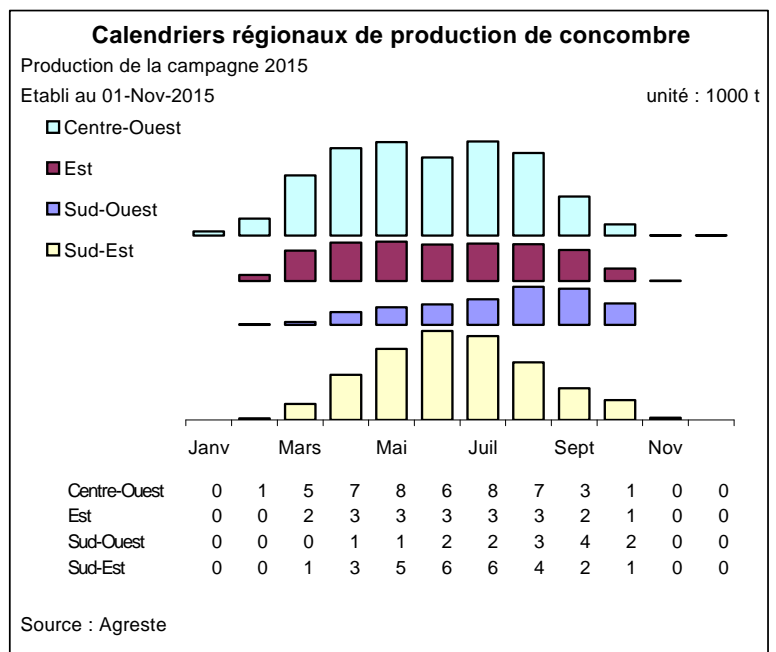 Calendriers régionaux de production de concombre
Production de la campagne 2015
Etabli au 01-Nov-2015 unité : 1000 t
Centre-Ouest
Est
Sud-Ouest
Sud-Est
Janv Mars Mai Juil Sept Nov
Centre-Ouest 0 1 5 7 8 6 8 7 3 1 0 0
Est 0 0 2 3 3 3 3 3 2 1 0 0
Sud-Ouest 0 0 0 1 1 2 2 3 4 2 0 0
Sud-Est 0 0 1 3 5 6 6 4 2 1 0 0
Source : Agreste